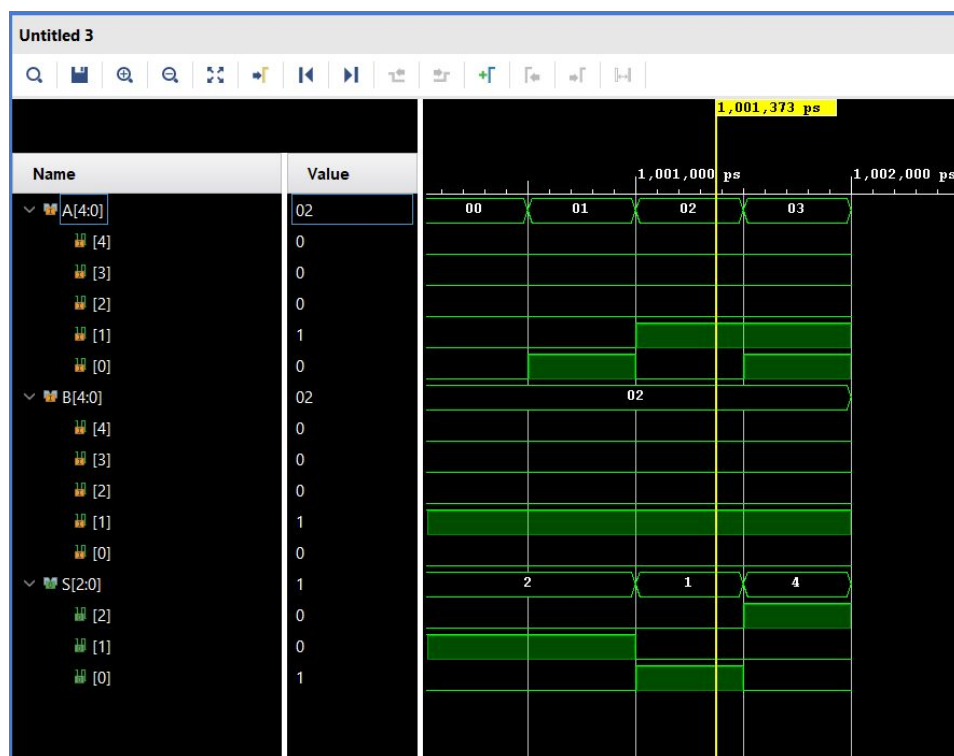 Untitled 3
1,001,373 ps
Name Value
1,001,000 ps 1,002,000 ps
A[4:0] 02 00 01 02 03
[4] 0
[3] 0
[2] 0
[1] 1
[0] 0
B[4:0] 02 02
[4] 0
[3] 0
[2] 0
[1] 1
[0] 0
S[2:0] 1 2 1 4
[2] 0
[1] 0
[0] 1